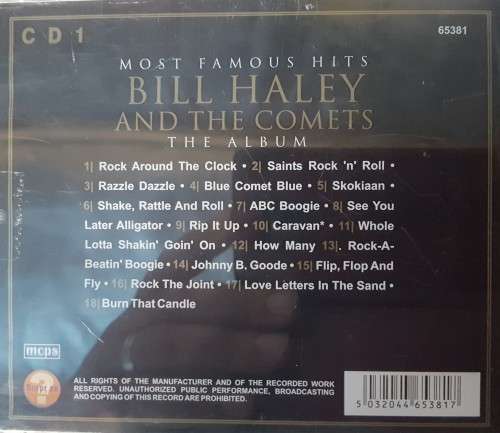 CD 1
65381
MOST FAMOUS HITS
BILL HALEY
AND THE COMETS
THE ALBUM
1| Rock Around The Clock • 2| Saints Rock 'n' Roll •
3| Razzle Dazzle • 4| Blue Comet Blue • 5| Skokiaan •
6| Shake, Rattle And Roll • 7| ABC Boogie • 8| See You
Later Alligator • 9| Rip It Up • 10| Caravan* • 11| Whole
Lotta Shakin' Goin' On • 12| How Many 13|. Rock-A-
Beatin' Boogie • 14| Johnny B. Goode • 15| Flip, Flop And
Fly • 16| Rock The Joint • 17| Love Letters In The Sand •
18| Burn That Candle
mcps
ALL RIGHTS OF THE MANUFACTURER AND OF THE RECORDED WORK
RESERVED. UNAUTHORIZED PUBLIC PERFORMANCE, BROADCASTING
AND COPYING OF THIS RECORD ARE PROHIBITED.
5 032044 653817